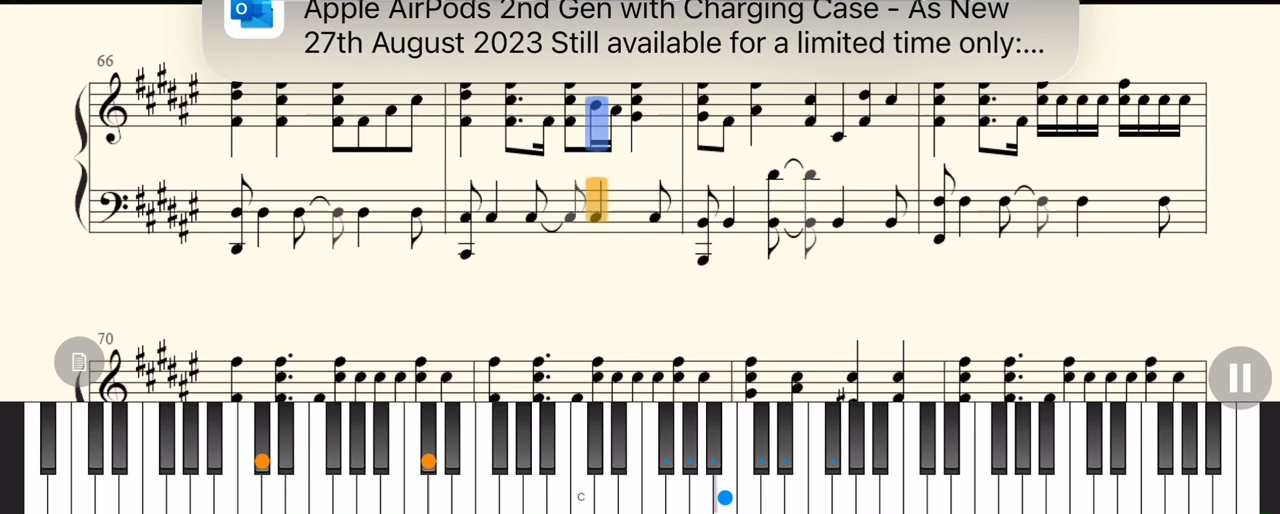 O
Apple AirPods 2nd Gen with Charging Case - As New
27th August 2023 Still available for a limited time only:...
66
70
C